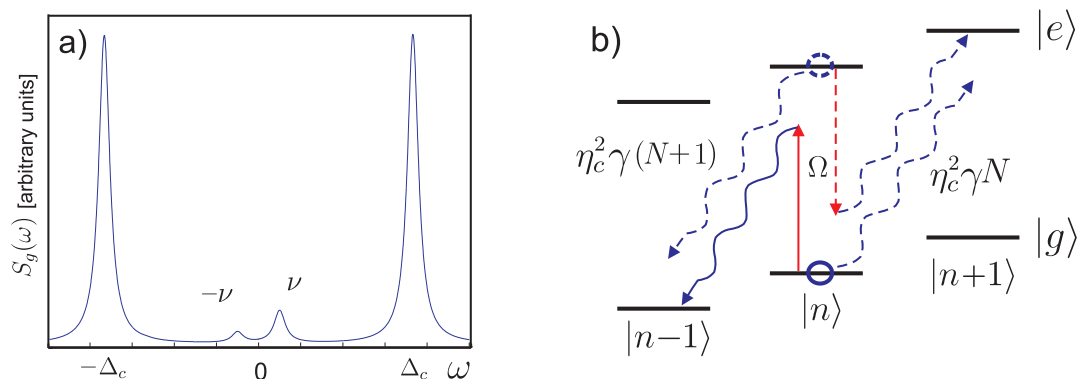 a)
S_g(ω) [arbitrary units]
−ν
ν
−Δ_c
0
Δ_c
ω
b)
|e⟩
η_c^2γ(N+1)
Ω
η_c^2γN
|g⟩
|n−1⟩
|n⟩
|n+1⟩